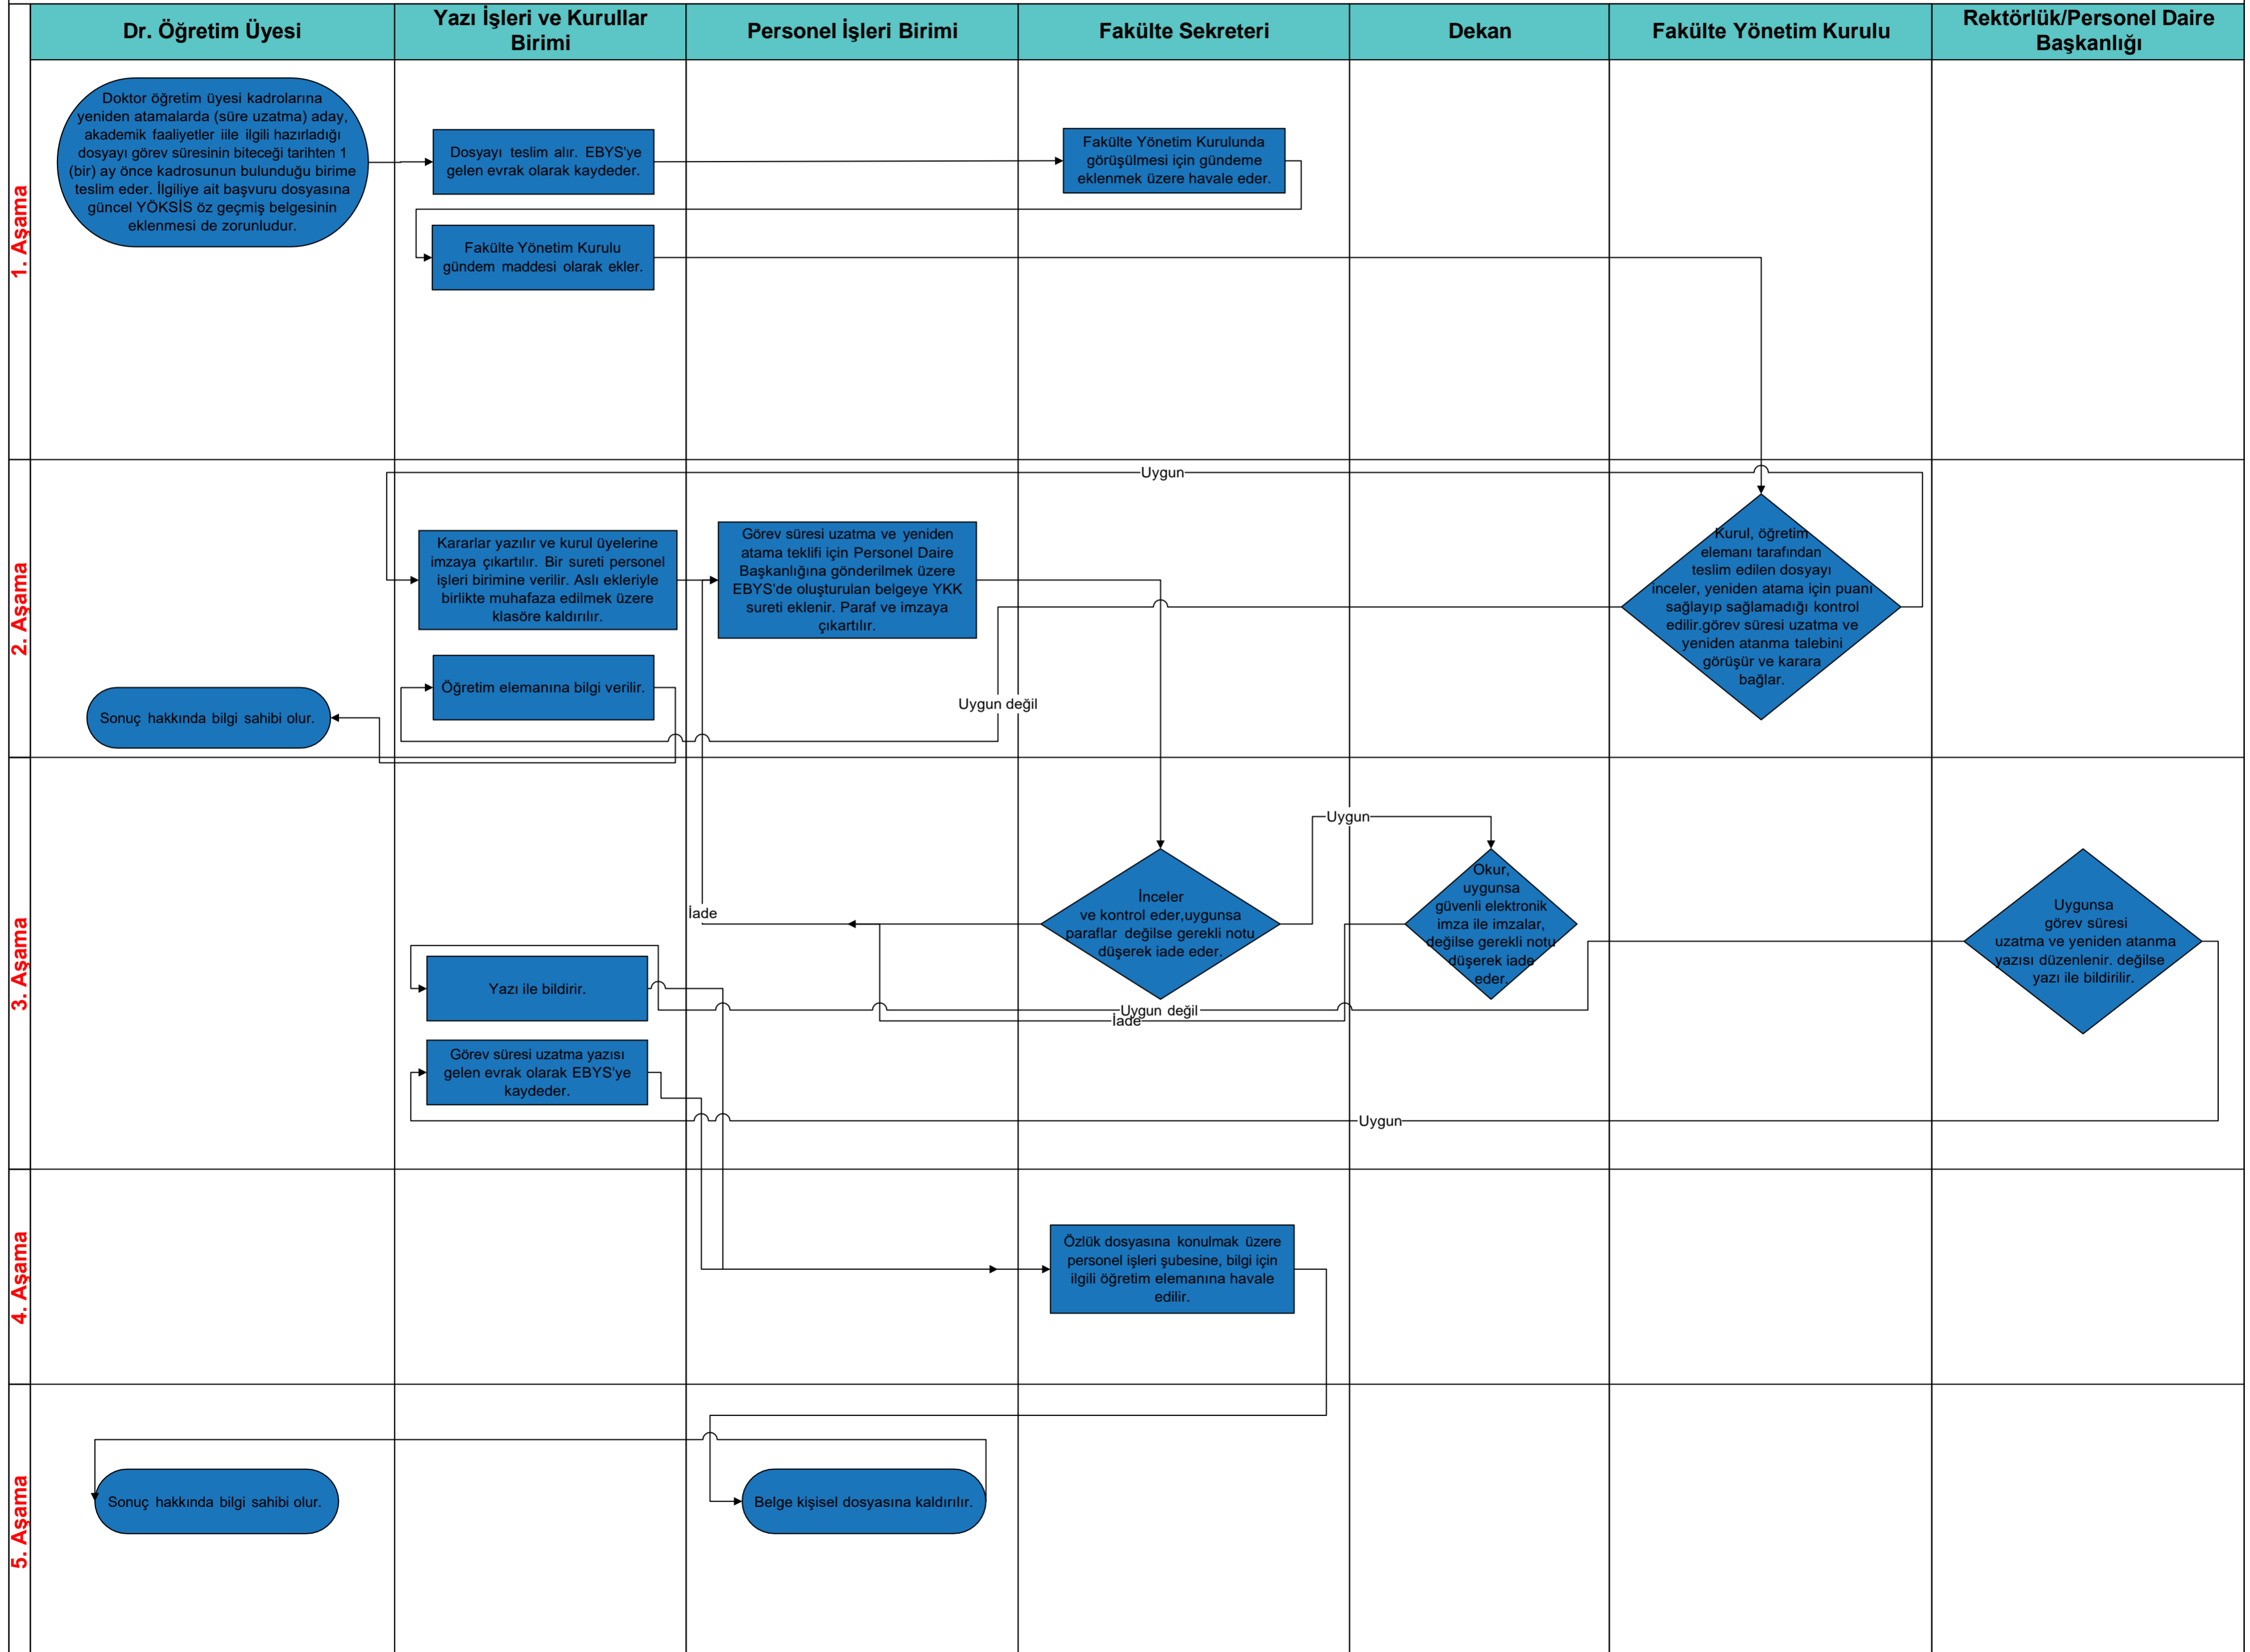 Dr. Öğretim Üyesi
Yazı İşleri ve Kurullar
Birimi
Personel İşleri Birimi
Fakülte Sekreteri
Dekan
Fakülte Yönetim Kurulu
Rektörlük/Personel Daire
Başkanlığı
1. Aşama
Doktor öğretim üyesi kadrolarına
yeniden atamalarda (süre uzatma) aday,
akademik faaliyetler iile ilgili hazırladığı
dosyayı görev süresinin biteceği tarihten 1
(bir) ay önce kadrosunun bulunduğu birime
teslim eder. İlgiliye ait başvuru dosyasına
güncel YÖKSİS öz geçmiş belgesinin
eklenmesi de zorunludur.
Dosyayı teslim alır. EBYS'ye
gelen evrak olarak kaydeder.
Fakülte Yönetim Kurulunda
görüşülmesi için gündeme
eklenmek üzere havale eder.
Fakülte Yönetim Kurulu
gündem maddesi olarak ekler.
2. Aşama
Uygun
Kararlar yazılır ve kurul üyelerine
imzaya çıkartılır. Bir sureti personel
işleri birimine verilir. Aslı ekleriyle
birlikte muhafaza edilmek üzere
klasöre kaldırılır.
Görev süresi uzatma ve yeniden
atama teklifi için Personel Daire
Başkanlığına gönderilmek üzere
EBYS'de oluşturulan belgeye YKK
sureti eklenir. Paraf ve imzaya
çıkartılır.
Kurul, öğretim
elemanı tarafından
teslim edilen dosyayı
inceler, yeniden atama için puanı
sağlayıp sağlamadığı kontrol
edilir.görev süresi uzatma ve
yeniden atanma talebini
görüşür ve karara
bağlar.
Öğretim elemanına bilgi verilir.
Uygun değil
Sonuç hakkında bilgi sahibi olur.
3. Aşama
Uygun
İade
İnceler
ve kontrol eder,uygunsa
paraflar değilse gerekli notu
düşerek iade eder.
Okur,
uygunsa
güvenli elektronik
imza ile imzalar,
değilse gerekli notu
düşerek iade
eder.
Uygunsa
görev süresi
uzatma ve yeniden atanma
yazısı düzenlenir. değilse
yazı ile bildirilir.
Yazı ile bildirir.
Uygun değil
İade
Görev süresi uzatma yazısı
gelen evrak olarak EBYS'ye
kaydeder.
Uygun
4. Aşama
Özlük dosyasına konulmak üzere
personel işleri şubesine, bilgi için
ilgili öğretim elemanına havale
edilir.
5. Aşama
Sonuç hakkında bilgi sahibi olur.
Belge kişisel dosyasına kaldırılır.